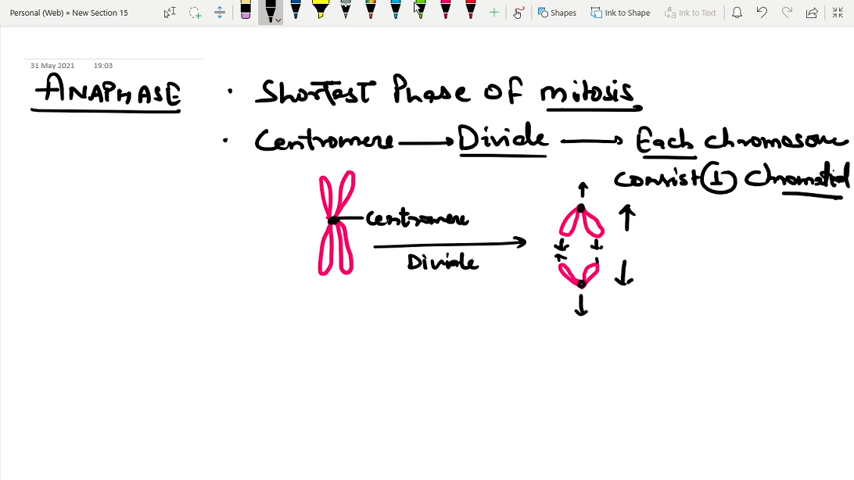 Personal (Web) » New Section 15
Shapes
Ink to Shape
Ink to Text
31 May 2021 19:03
ANAPHASE
· Shortest Phase of mitosis
· Centromere → Divide → Each chromosome
consist ① chromatid
Centromere
Divide